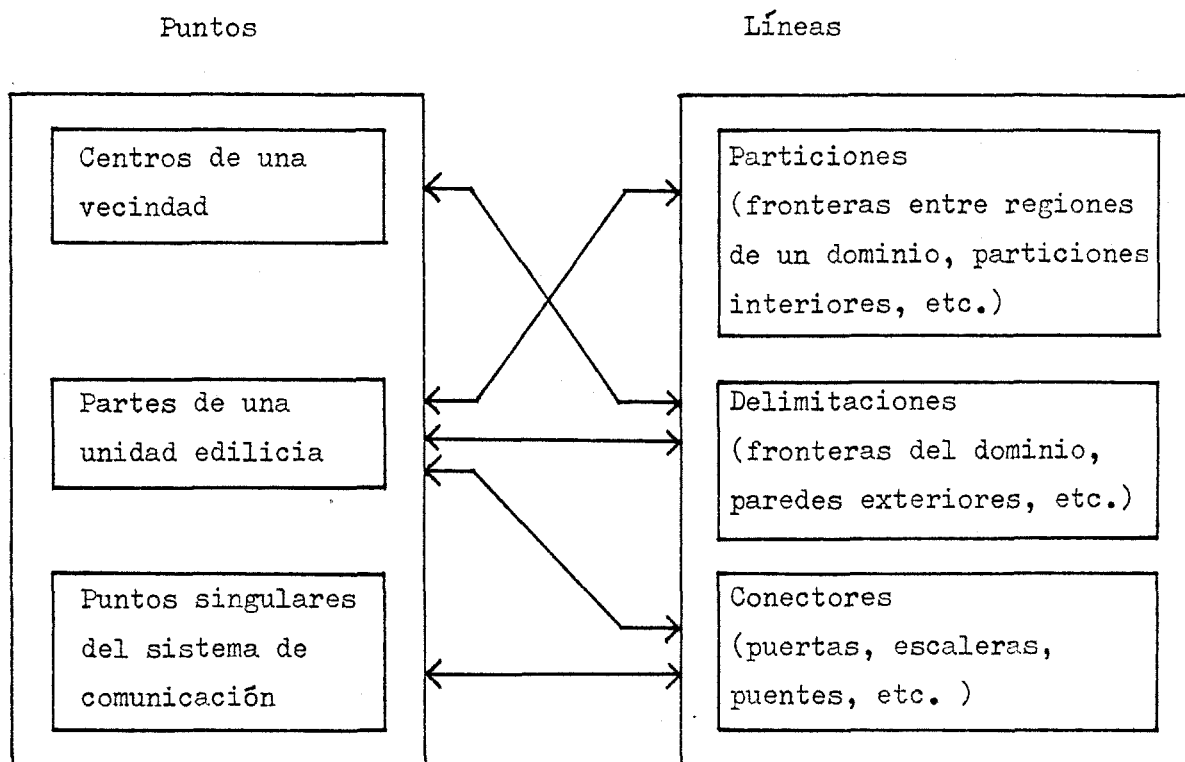 Puntos
Líneas
Centros de una
vecindad
Partes de una
unidad edilicia
Puntos singulares
del sistema de
comunicación
Particiones
(fronteras entre regiones
de un dominio, particiones
interiores, etc.)
Delimitaciones
(fronteras del dominio,
paredes exteriores, etc.)
Conectores
(puertas, escaleras,
puentes, etc. )